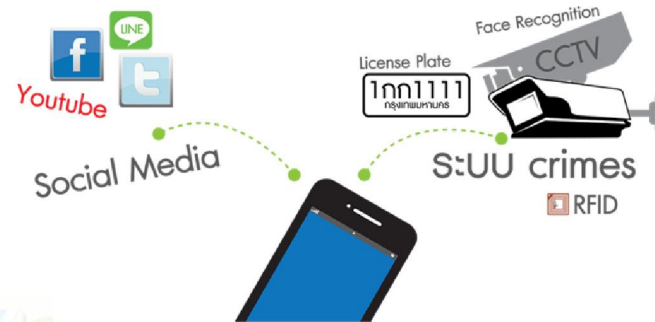 LINE
f
t
Youtube
Social Media
Face Recognition
CCTV
License Plate
1กก1111
กรุงเทพมหานคร
ระบบ crimes
RFID